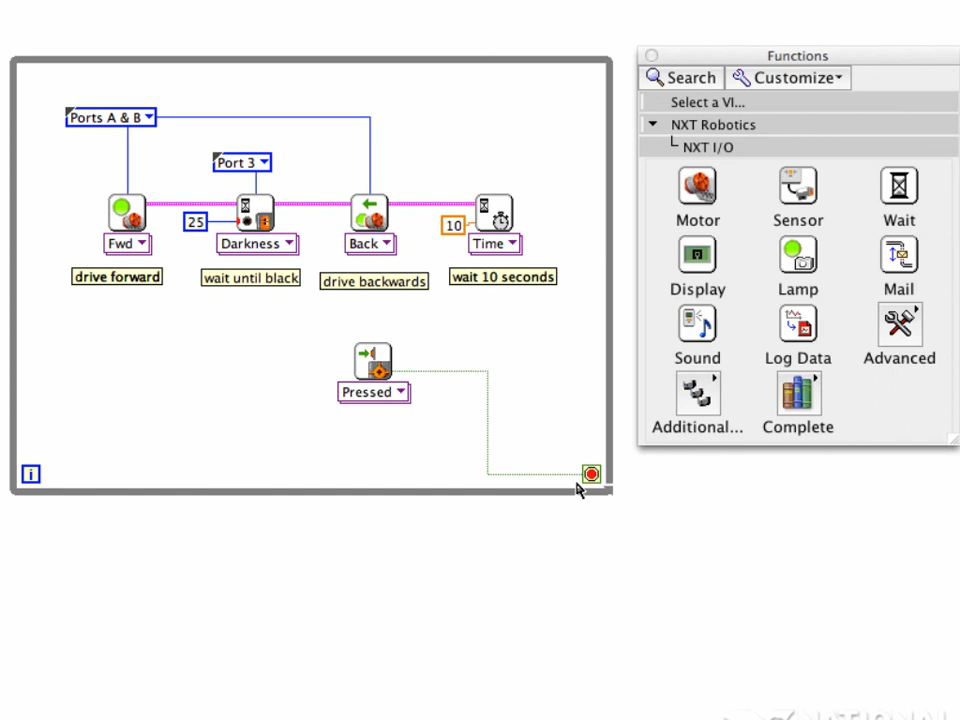 Functions
Search
Customize
Select a VI...
NXT Robotics
NXT I/O
Motor
Sensor
Wait
Display
Lamp
Mail
Sound
Log Data
Advanced
Additional...
Complete
Ports A & B
Port 3
25
10
Fwd
Darkness
Back
Time
drive forward
wait until black
drive backwards
wait 10 seconds
Pressed
i